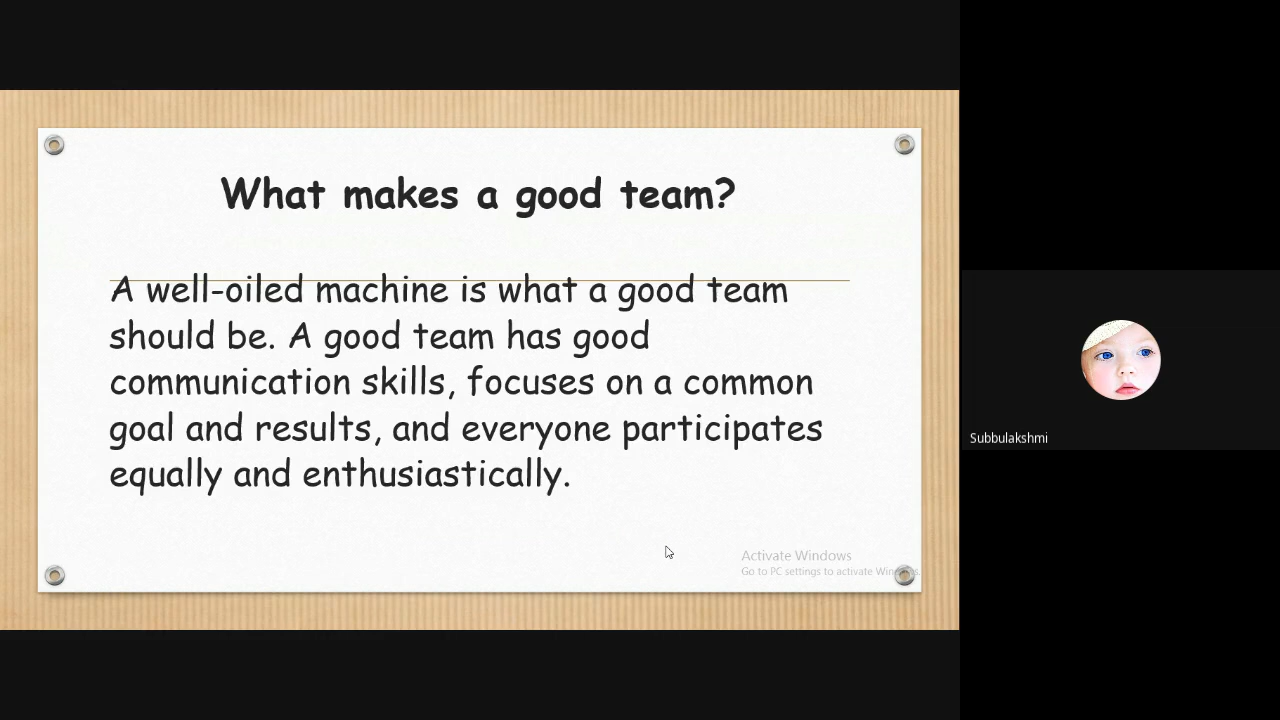 What makes a good team?
A well-oiled machine is what a good team
should be. A good team has good
communication skills, focuses on a common
goal and results, and everyone participates
equally and enthusiastically.
Activate Windows
Go to PC settings to activate Windows.
Subbulakshmi